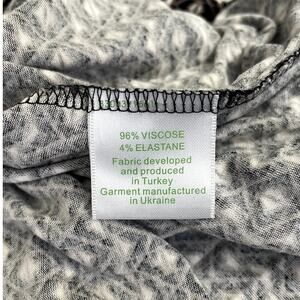 96% VISCOSE
4% ELASTANE
Fabric developed
and produced
in Turkey
Garment manufactured
in Ukraine